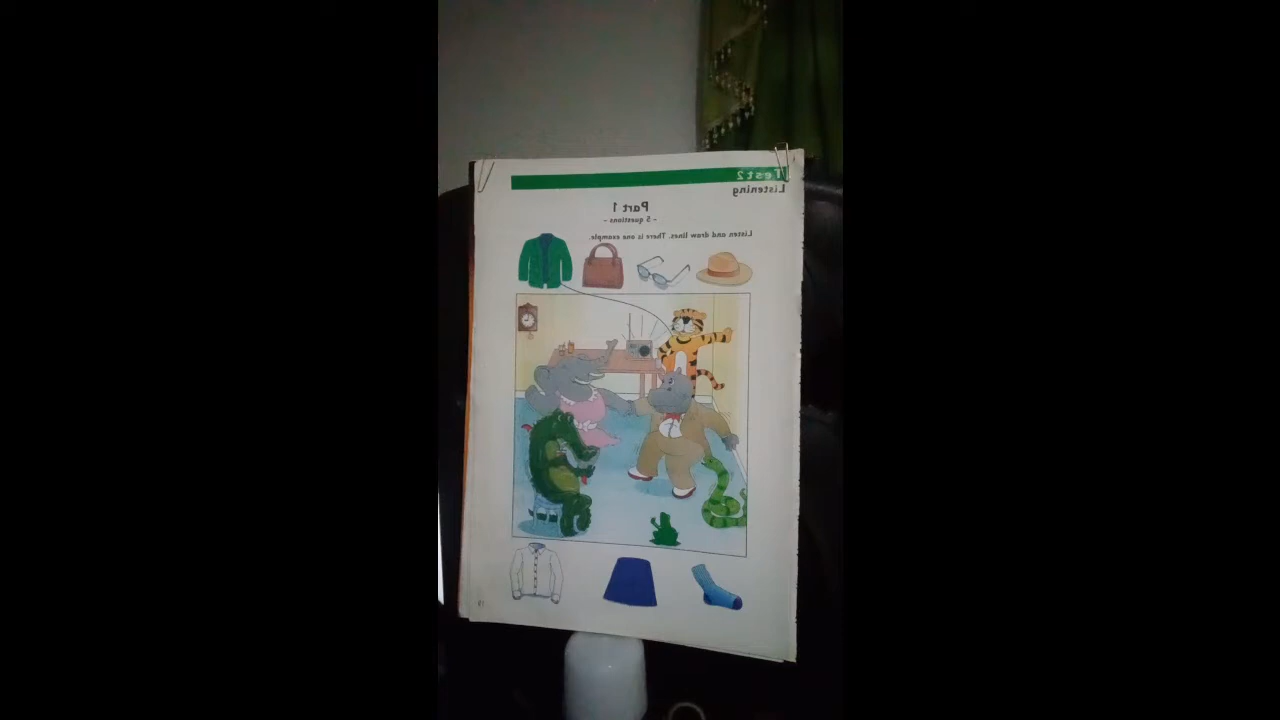 Test 2
Listening
Part 1
– 5 questions –
Listen and draw lines. There is one example.